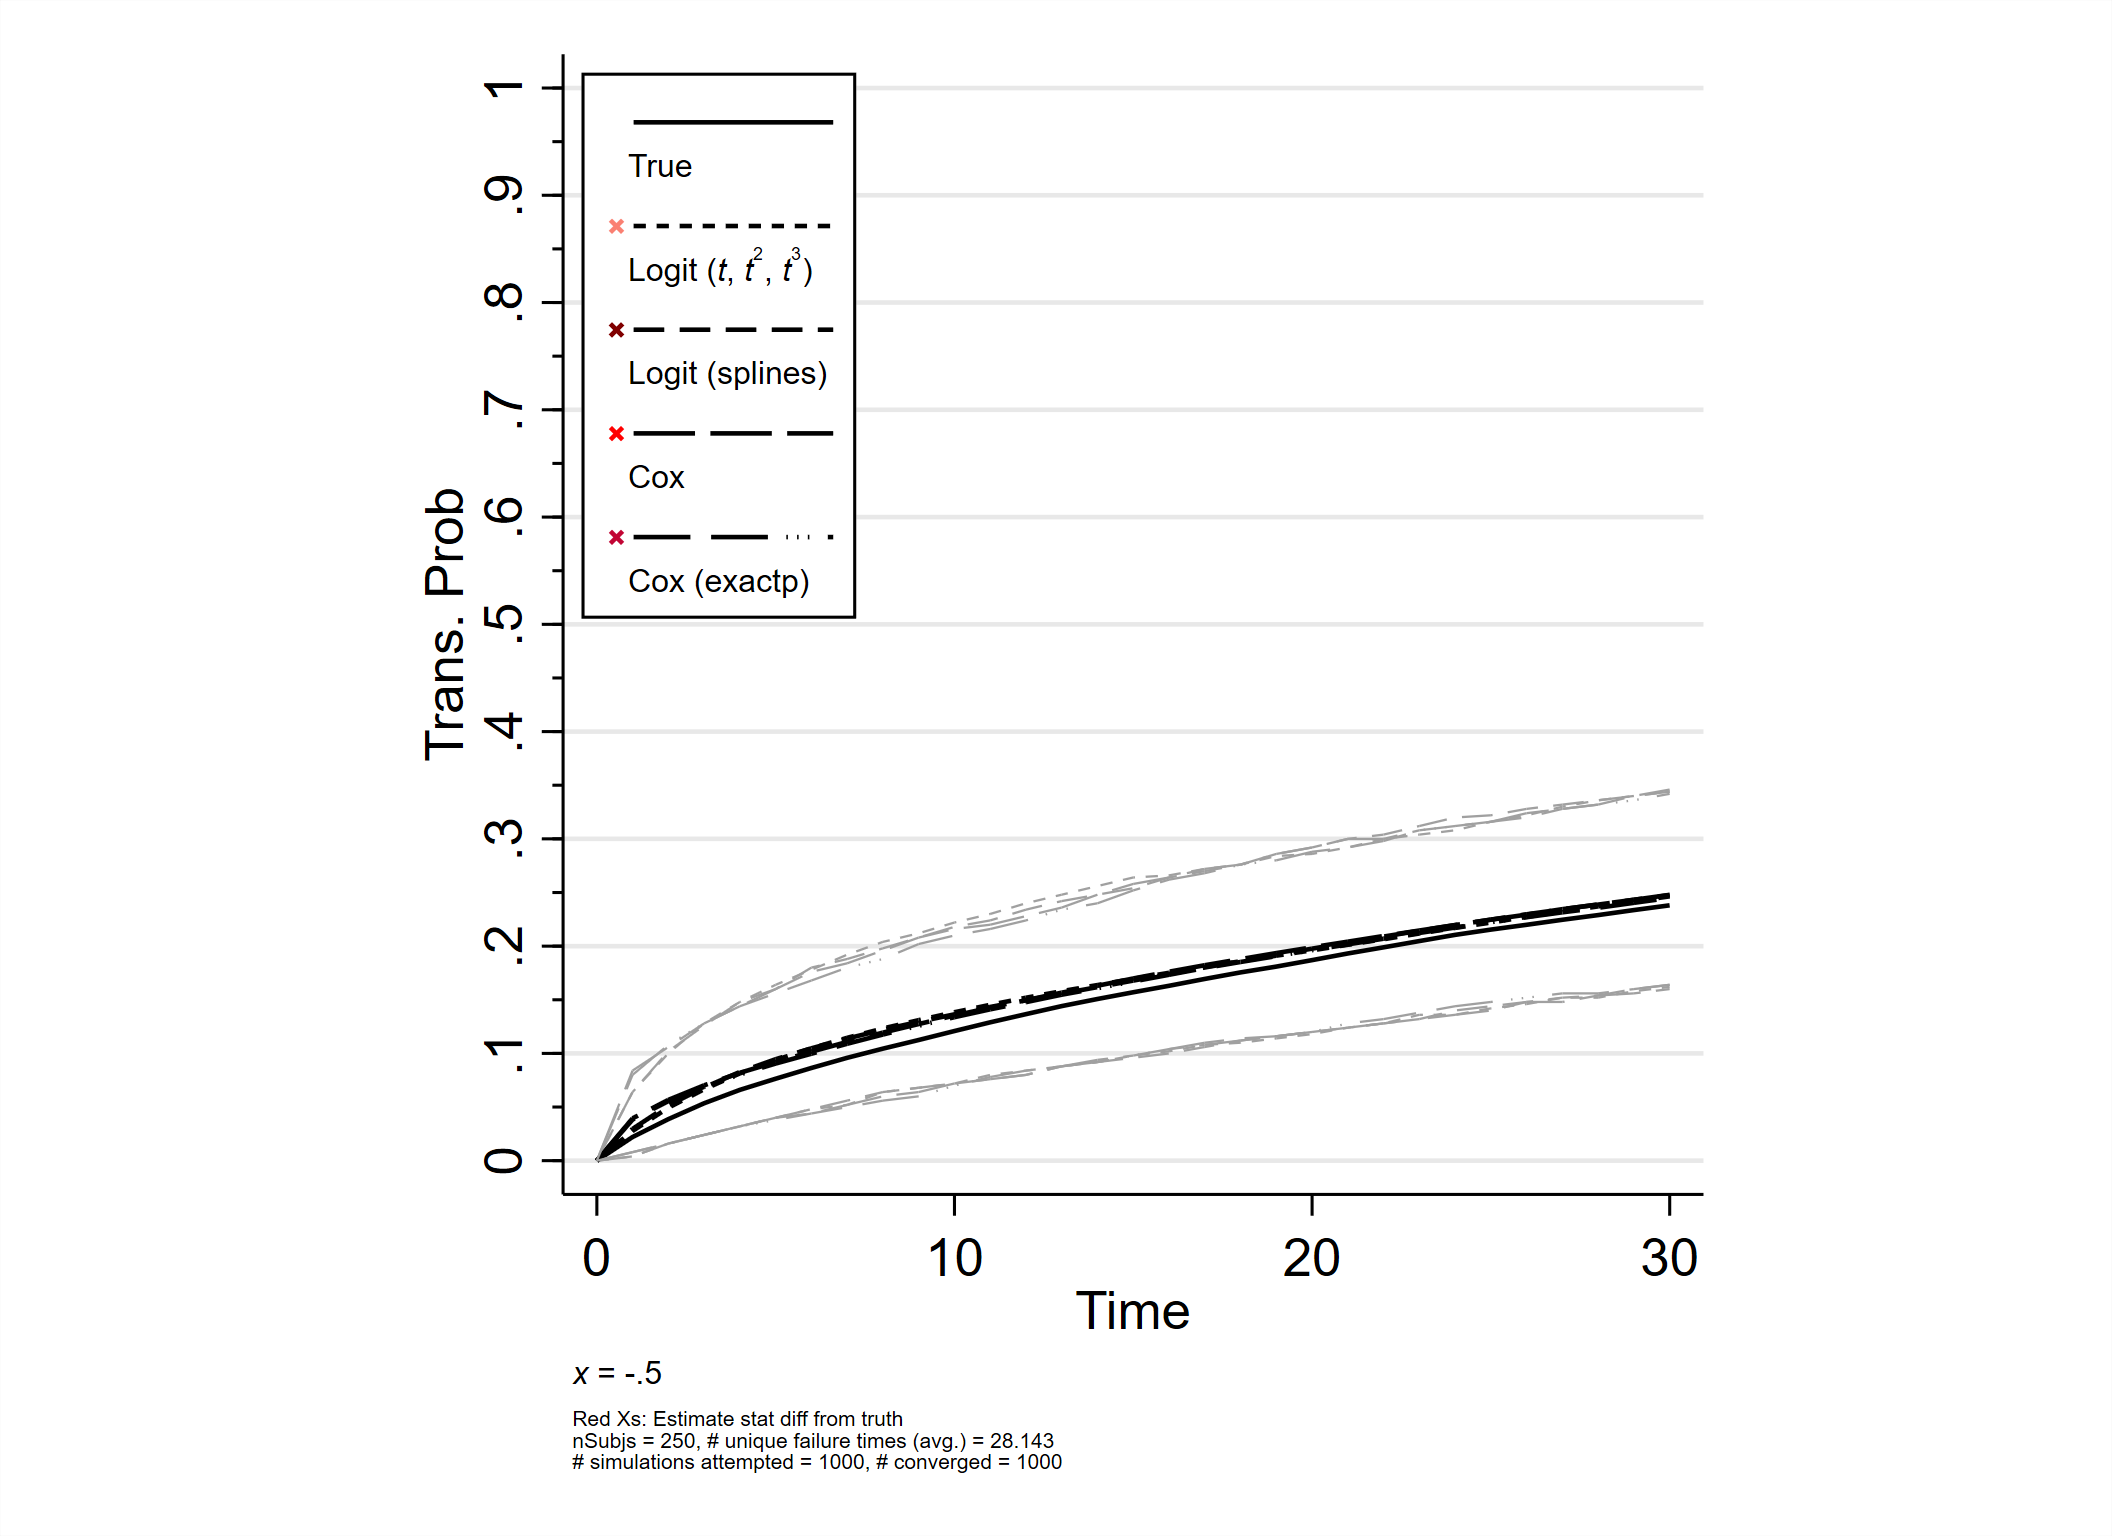 1
.9
.8
.7
.6
.5
.4
.3
.2
.1
0
Trans. Prob
True
Logit (t, t², t³)
Logit (splines)
Cox
Cox (exactp)
0 10 20 30
Time
x = -.5
Red Xs: Estimate stat diff from truth
nSubjs = 250, # unique failure times (avg.) = 28.143
# simulations attempted = 1000, # converged = 1000